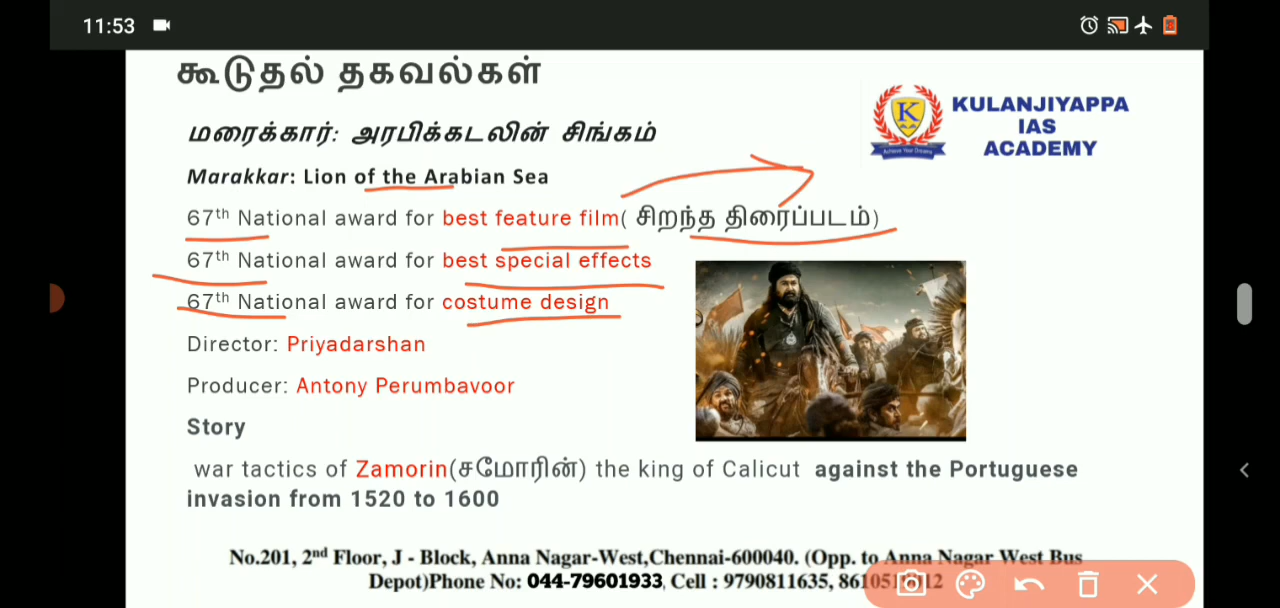 11:53
கூடுதல் தகவல்கள்
KULANJIYAPPA
IAS
ACADEMY
K
Achieve Your Dreams
மரைக்கார்: அரபிக்கடலின் சிங்கம்
Marakkar: Lion of the Arabian Sea
67th National award for best feature film( சிறந்த திரைப்படம்)
67th National award for best special effects
67th National award for costume design
Director: Priyadarshan
Producer: Antony Perumbavoor
Story
war tactics of Zamorin(சமோரின்) the king of Calicut against the Portuguese
invasion from 1520 to 1600
No.201, 2nd Floor, J - Block, Anna Nagar-West,Chennai-600040. (Opp. to Anna Nagar West Bus
Depot)Phone No: 044-79601933, Cell : 9790811635,